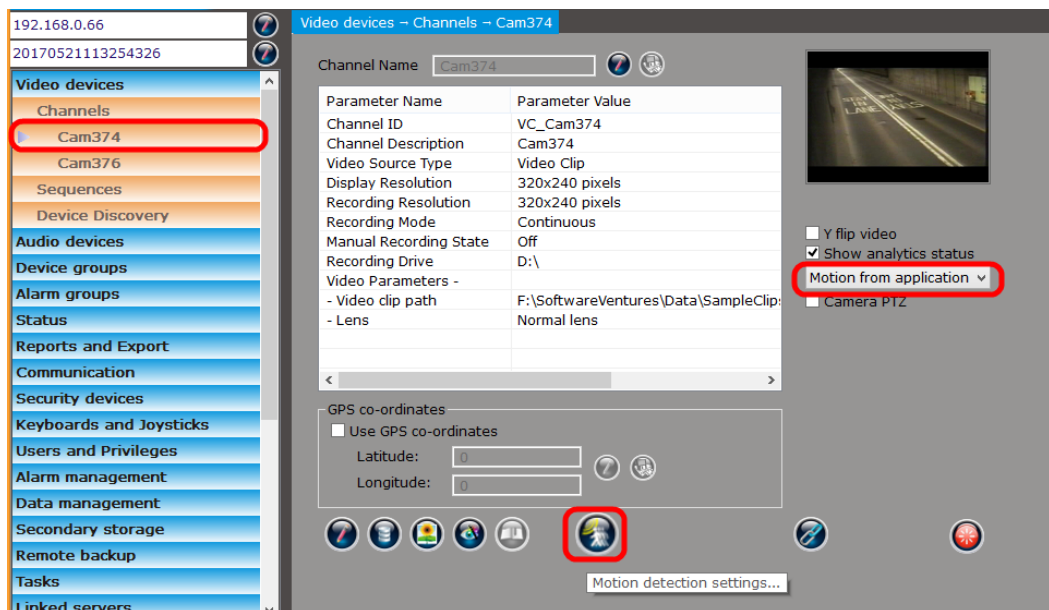 192.168.0.66
20170521113254326
Video devices
Channels
Cam374
Cam376
Sequences
Device Discovery
Audio devices
Device groups
Alarm groups
Status
Reports and Export
Communication
Security devices
Keyboards and Joysticks
Users and Privileges
Alarm management
Data management
Secondary storage
Remote backup
Tasks
Linked servers
Video devices – Channels – Cam374
Channel Name Cam374
Parameter Name Parameter Value
Channel ID VC_Cam374
Channel Description Cam374
Video Source Type Video Clip
Display Resolution 320x240 pixels
Recording Resolution 320x240 pixels
Recording Mode Continuous
Manual Recording State Off
Recording Drive D:\
Video Parameters -
- Video clip path F:\SoftwareVentures\Data\SampleClip
- Lens Normal lens
GPS co-ordinates
Use GPS co-ordinates
Latitude: 0
Longitude: 0
Motion detection settings...
STAY
IN LANE
Y flip video
Show analytics status
Motion from application
Camera PTZ